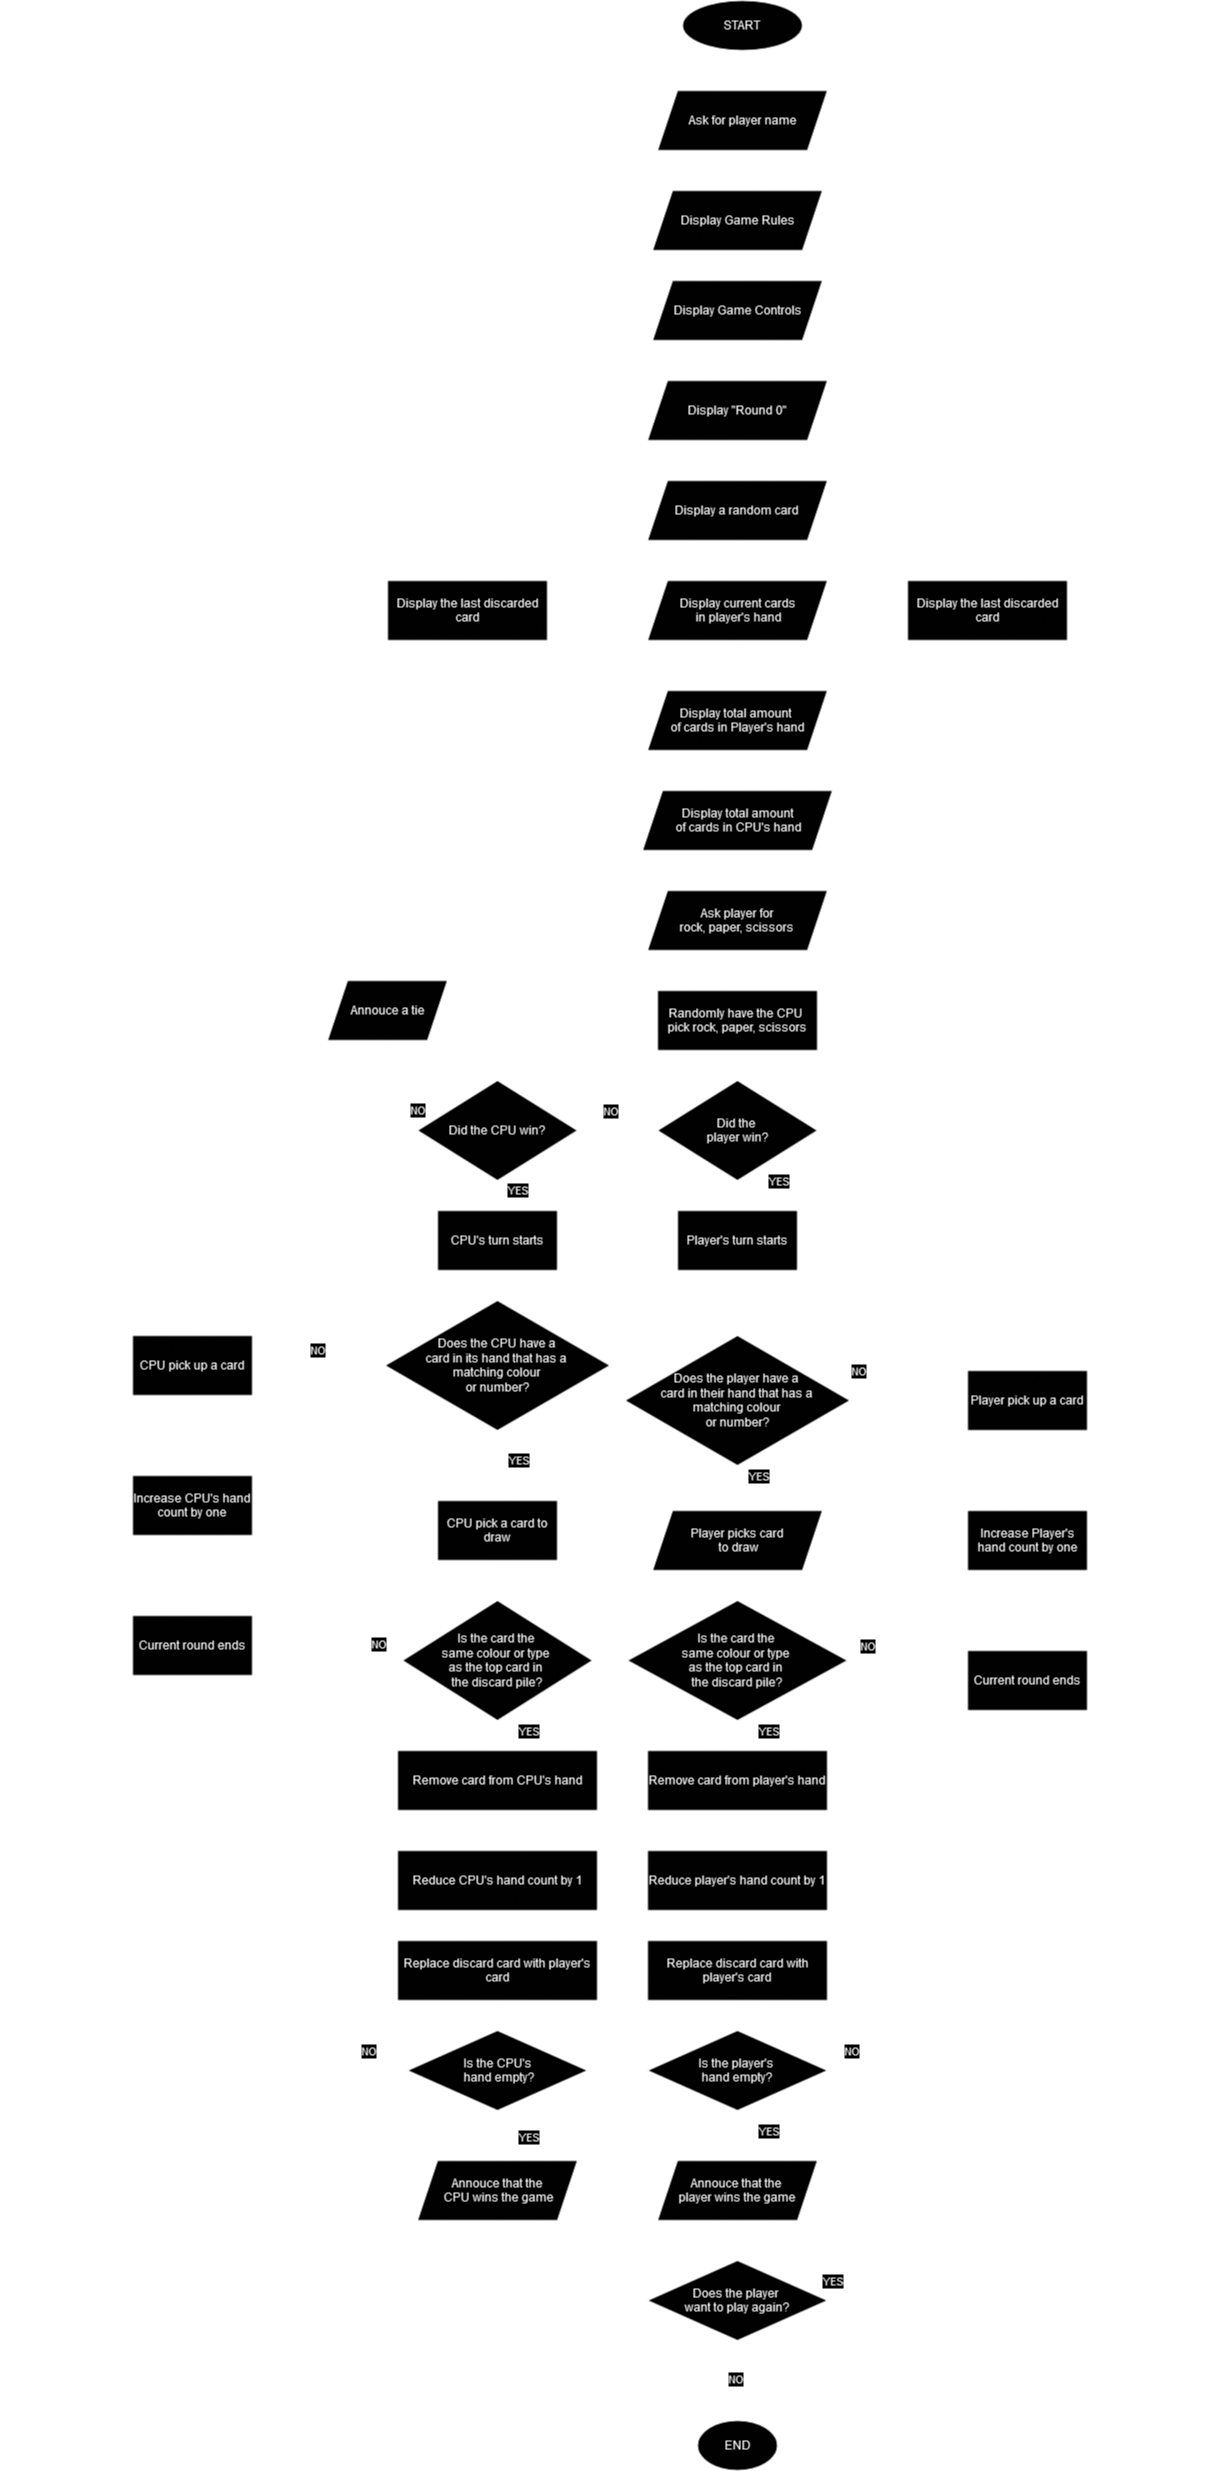 START
Ask for player name
Display Game Rules
Display Game Controls
Display "Round 0"
Display a random card
Display the last discarded
card
Display current cards
in player's hand
Display the last discarded
card
Display total amount
of cards in Player's hand
Display total amount
of cards in CPU's hand
Ask player for
rock, paper, scissors
Annouce a tie
Randomly have the CPU
pick rock, paper, scissors
NO
Did the CPU win?
NO
Did the
player win?
YES
YES
CPU's turn starts
Player's turn starts
CPU pick up a card
NO
Does the CPU have a
card in its hand that has a
matching colour
or number?
Does the player have a
card in their hand that has a
matching colour
or number?
NO
Player pick up a card
YES
YES
Increase CPU's hand
count by one
CPU pick a card to
draw
Player picks card
to draw
Increase Player's
hand count by one
Current round ends
NO
Is the card the
same colour or type
as the top card in
the discard pile?
Is the card the
same colour or type
as the top card in
the discard pile?
NO
Current round ends
YES
YES
Remove card from CPU's hand
Remove card from player's hand
Reduce CPU's hand count by 1
Reduce player's hand count by 1
Replace discard card with player's
card
Replace discard card with
player's card
NO
Is the CPU's
hand empty?
Is the player's
hand empty?
NO
YES
YES
Annouce that the
CPU wins the game
Annouce that the
player wins the game
Does the player
want to play again?
YES
NO
END